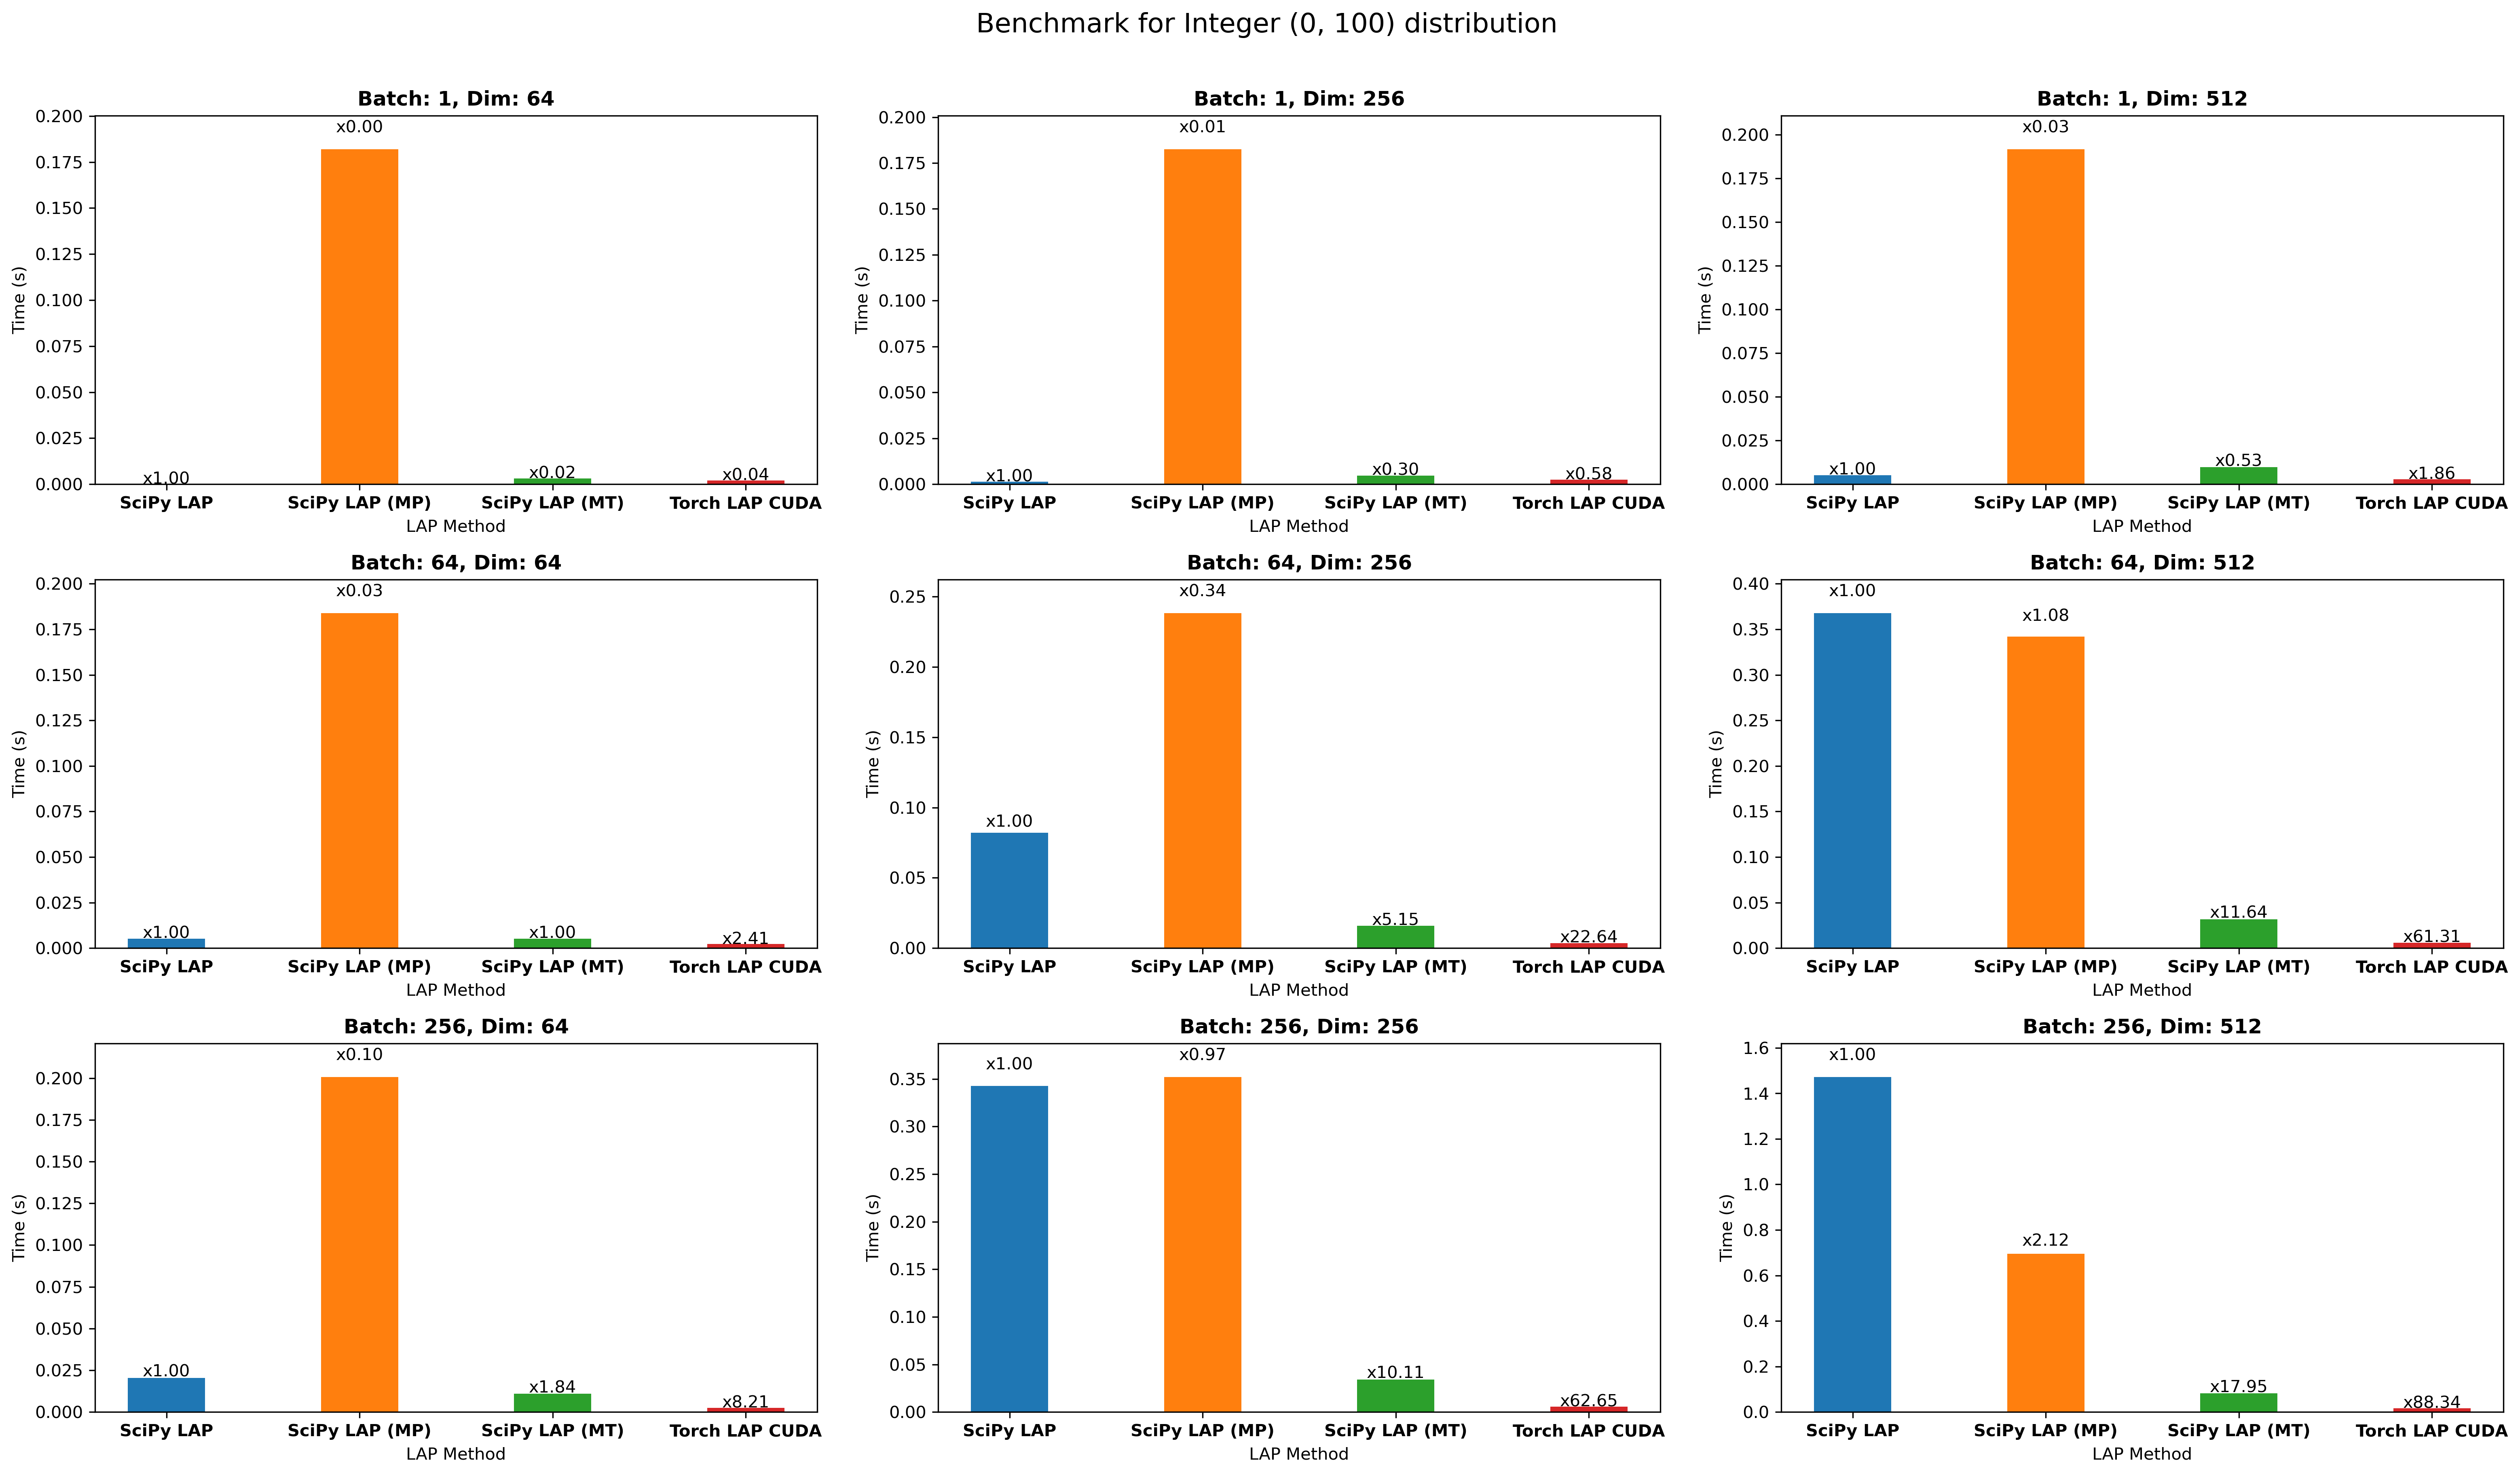 Benchmark for Integer (0, 100) distribution
Batch: 1, Dim: 64
0.200
0.175
0.150
0.125
0.100
0.075
0.050
0.025
0.000
Time (s)
x1.00
x0.00
x0.02
x0.04
SciPy LAP
SciPy LAP (MP)
SciPy LAP (MT)
Torch LAP CUDA
LAP Method
Batch: 1, Dim: 256
0.200
0.175
0.150
0.125
0.100
0.075
0.050
0.025
0.000
Time (s)
x1.00
x0.01
x0.30
x0.58
SciPy LAP
SciPy LAP (MP)
SciPy LAP (MT)
Torch LAP CUDA
LAP Method
Batch: 1, Dim: 512
0.200
0.175
0.150
0.125
0.100
0.075
0.050
0.025
0.000
Time (s)
x1.00
x0.03
x0.53
x1.86
SciPy LAP
SciPy LAP (MP)
SciPy LAP (MT)
Torch LAP CUDA
LAP Method
Batch: 64, Dim: 64
0.200
0.175
0.150
0.125
0.100
0.075
0.050
0.025
0.000
Time (s)
x1.00
x0.03
x1.00
x2.41
SciPy LAP
SciPy LAP (MP)
SciPy LAP (MT)
Torch LAP CUDA
LAP Method
Batch: 64, Dim: 256
0.25
0.20
0.15
0.10
0.05
0.00
Time (s)
x1.00
x0.34
x5.15
x22.64
SciPy LAP
SciPy LAP (MP)
SciPy LAP (MT)
Torch LAP CUDA
LAP Method
Batch: 64, Dim: 512
0.40
0.35
0.30
0.25
0.20
0.15
0.10
0.05
0.00
Time (s)
x1.00
x1.08
x11.64
x61.31
SciPy LAP
SciPy LAP (MP)
SciPy LAP (MT)
Torch LAP CUDA
LAP Method
Batch: 256, Dim: 64
0.200
0.175
0.150
0.125
0.100
0.075
0.050
0.025
0.000
Time (s)
x1.00
x0.10
x1.84
x8.21
SciPy LAP
SciPy LAP (MP)
SciPy LAP (MT)
Torch LAP CUDA
LAP Method
Batch: 256, Dim: 256
0.35
0.30
0.25
0.20
0.15
0.10
0.05
0.00
Time (s)
x1.00
x0.97
x10.11
x62.65
SciPy LAP
SciPy LAP (MP)
SciPy LAP (MT)
Torch LAP CUDA
LAP Method
Batch: 256, Dim: 512
1.6
1.4
1.2
1.0
0.8
0.6
0.4
0.2
0.0
Time (s)
x1.00
x2.12
x17.95
x88.34
SciPy LAP
SciPy LAP (MP)
SciPy LAP (MT)
Torch LAP CUDA
LAP Method